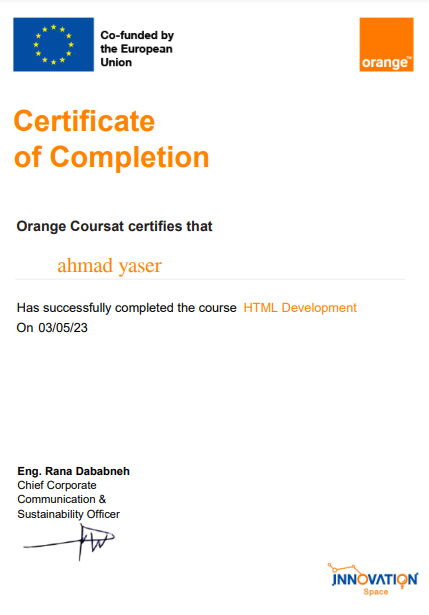 Co-funded by
the European
Union
orange™
Certificate
of Completion
Orange Coursat certifies that
ahmad yaser
Has successfully completed the course HTML Development
On 03/05/23
Eng. Rana Dababneh
Chief Corporate
Communication &
Sustainability Officer
INNOVATION
Space